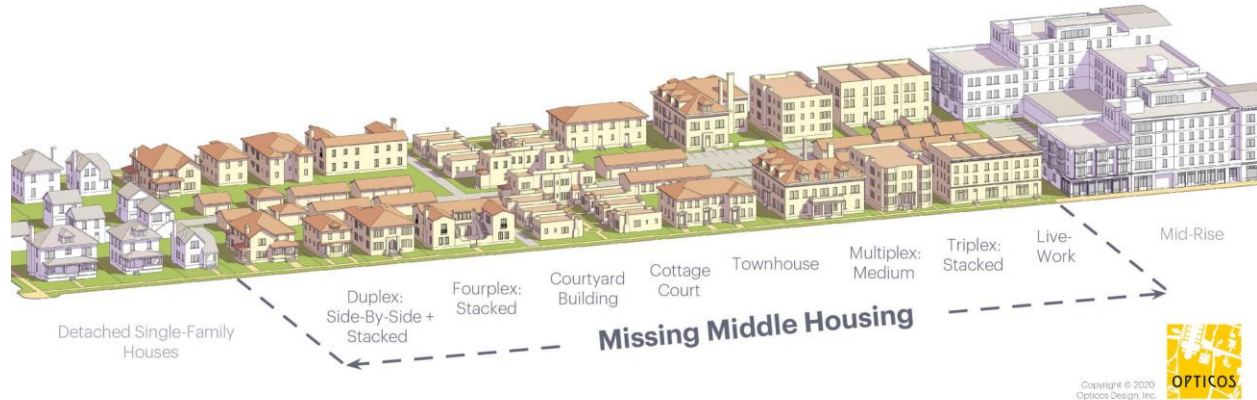 Detached Single-Family
Houses
Duplex:
Side-By-Side +
Stacked
Fourplex:
Stacked
Courtyard
Building
Cottage
Court
Townhouse
Multiplex:
Medium
Triplex:
Stacked
Live-
Work
Mid-Rise
Missing Middle Housing
Copyright © 2020
Opticos Design, Inc.
OPTICOS